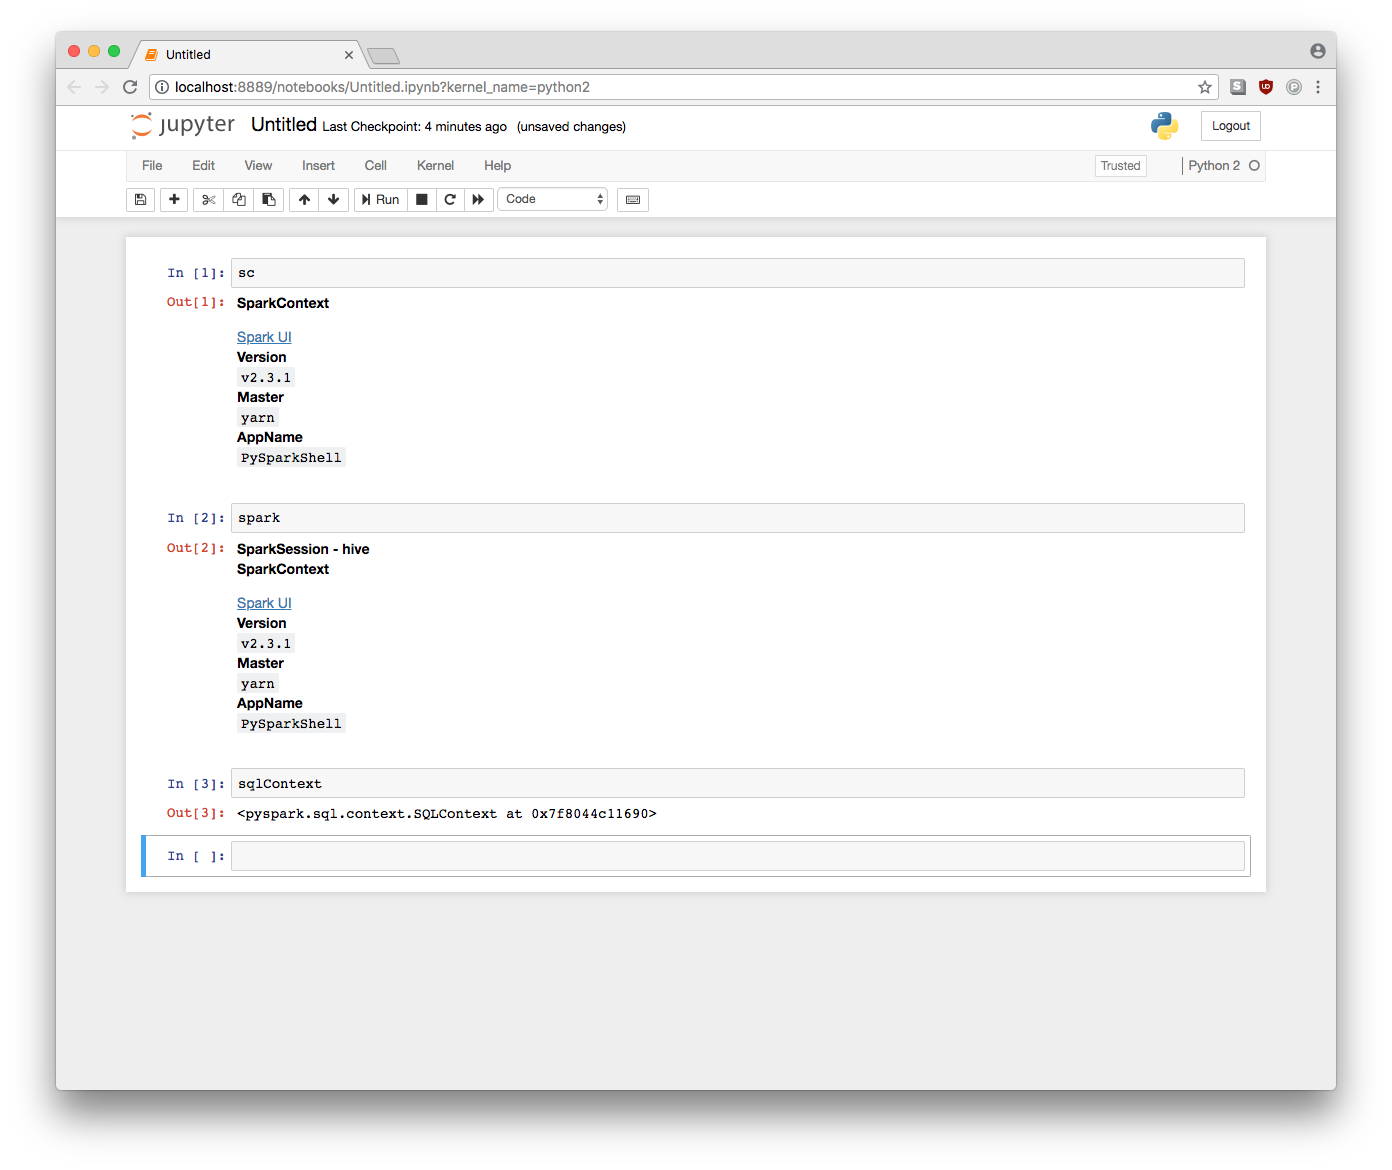 Untitled
localhost:8889/notebooks/Untitled.ipynb?kernel_name=python2
S
UD
P
jupyter Untitled Last Checkpoint: 4 minutes ago (unsaved changes)
Logout
File Edit View Insert Cell Kernel Help
Trusted
Python 2
Run
Code
In [1]: sc
Out[1]: SparkContext
Spark UI
Version
v2.3.1
Master
yarn
AppName
PySparkShell
In [2]: spark
Out[2]: SparkSession - hive
SparkContext
Spark UI
Version
v2.3.1
Master
yarn
AppName
PySparkShell
In [3]: sqlContext
Out[3]: <pyspark.sql.context.SQLContext at 0x7f8044c11690>
In [ ]: